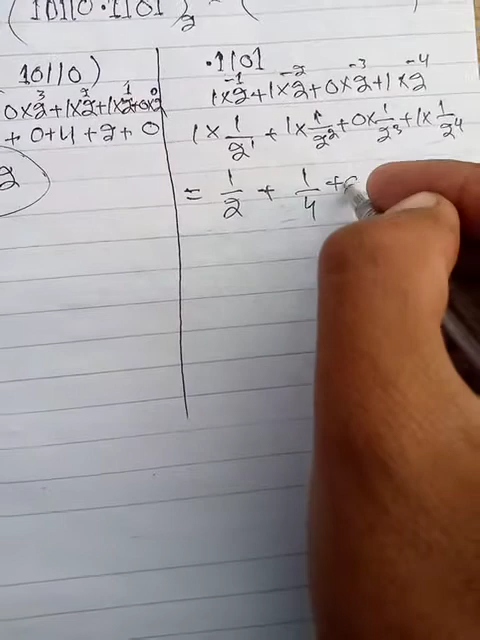 (10110.1101)₂ = (
10110)
0×2³+1×2²+1×2¹+0×2⁰
+ 0+4+2+0
2
.1101
1×2⁻¹+1×2⁻²+0×2⁻³+1×2⁻⁴
1×1/2¹ + 1×1/2²+0×1/2³+1×1/2⁴
= 1/2 + 1/4 +